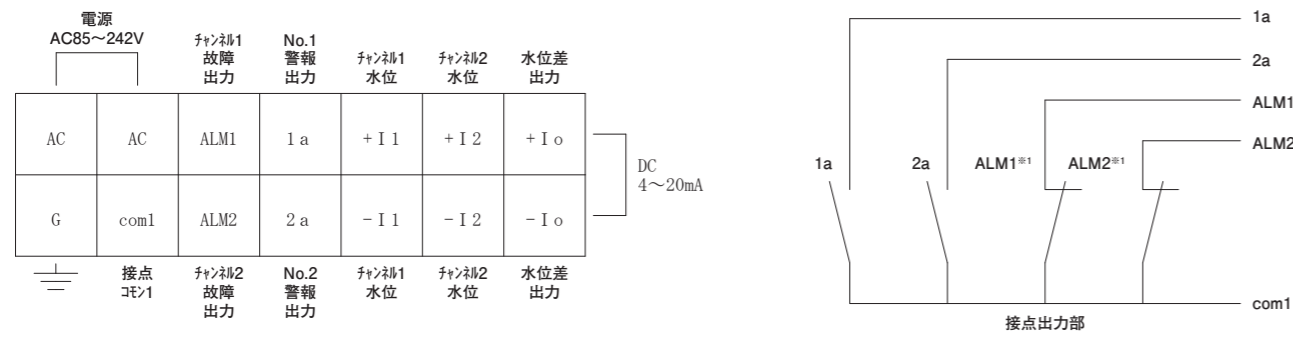 電源
AC85～242V
ﾁｬﾝﾈﾙ1
故障
出力
No.1
警報
出力
ﾁｬﾝﾈﾙ1
水位
ﾁｬﾝﾈﾙ2
水位
水位差
出力
AC AC ALM1 1a +I1 +I2 +Io
G com1 ALM2 2a -I1 -I2 -Io
DC
4～20mA
接点
ｺﾓﾝ1
ﾁｬﾝﾈﾙ2
故障
出力
No.2
警報
出力
ﾁｬﾝﾈﾙ1
水位
ﾁｬﾝﾈﾙ2
水位
水位差
出力
1a
2a
ALM1
ALM2
1a 2a ALM1※1 ALM2※1
com1
接点出力部